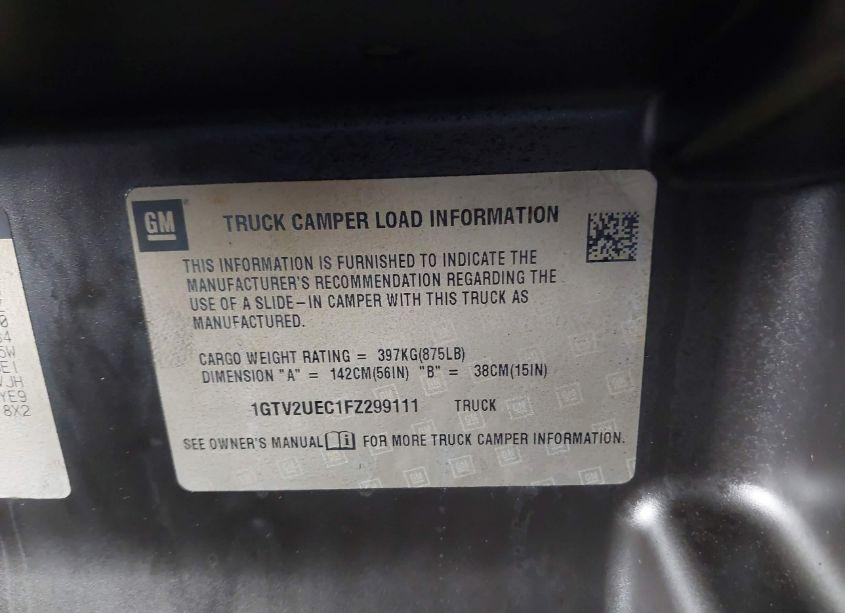 GM
TRUCK CAMPER LOAD INFORMATION
THIS INFORMATION IS FURNISHED TO INDICATE THE
MANUFACTURER'S RECOMMENDATION REGARDING THE
USE OF A SLIDE-IN CAMPER WITH THIS TRUCK AS
MANUFACTURED.
CARGO WEIGHT RATING = 397KG(875LB)
DIMENSION "A" = 142CM(56IN) "B" = 38CM(15IN)
1GTV2UEC1FZ299111 TRUCK
SEE OWNER'S MANUAL i FOR MORE TRUCK CAMPER INFORMATION.
YE9
8X2